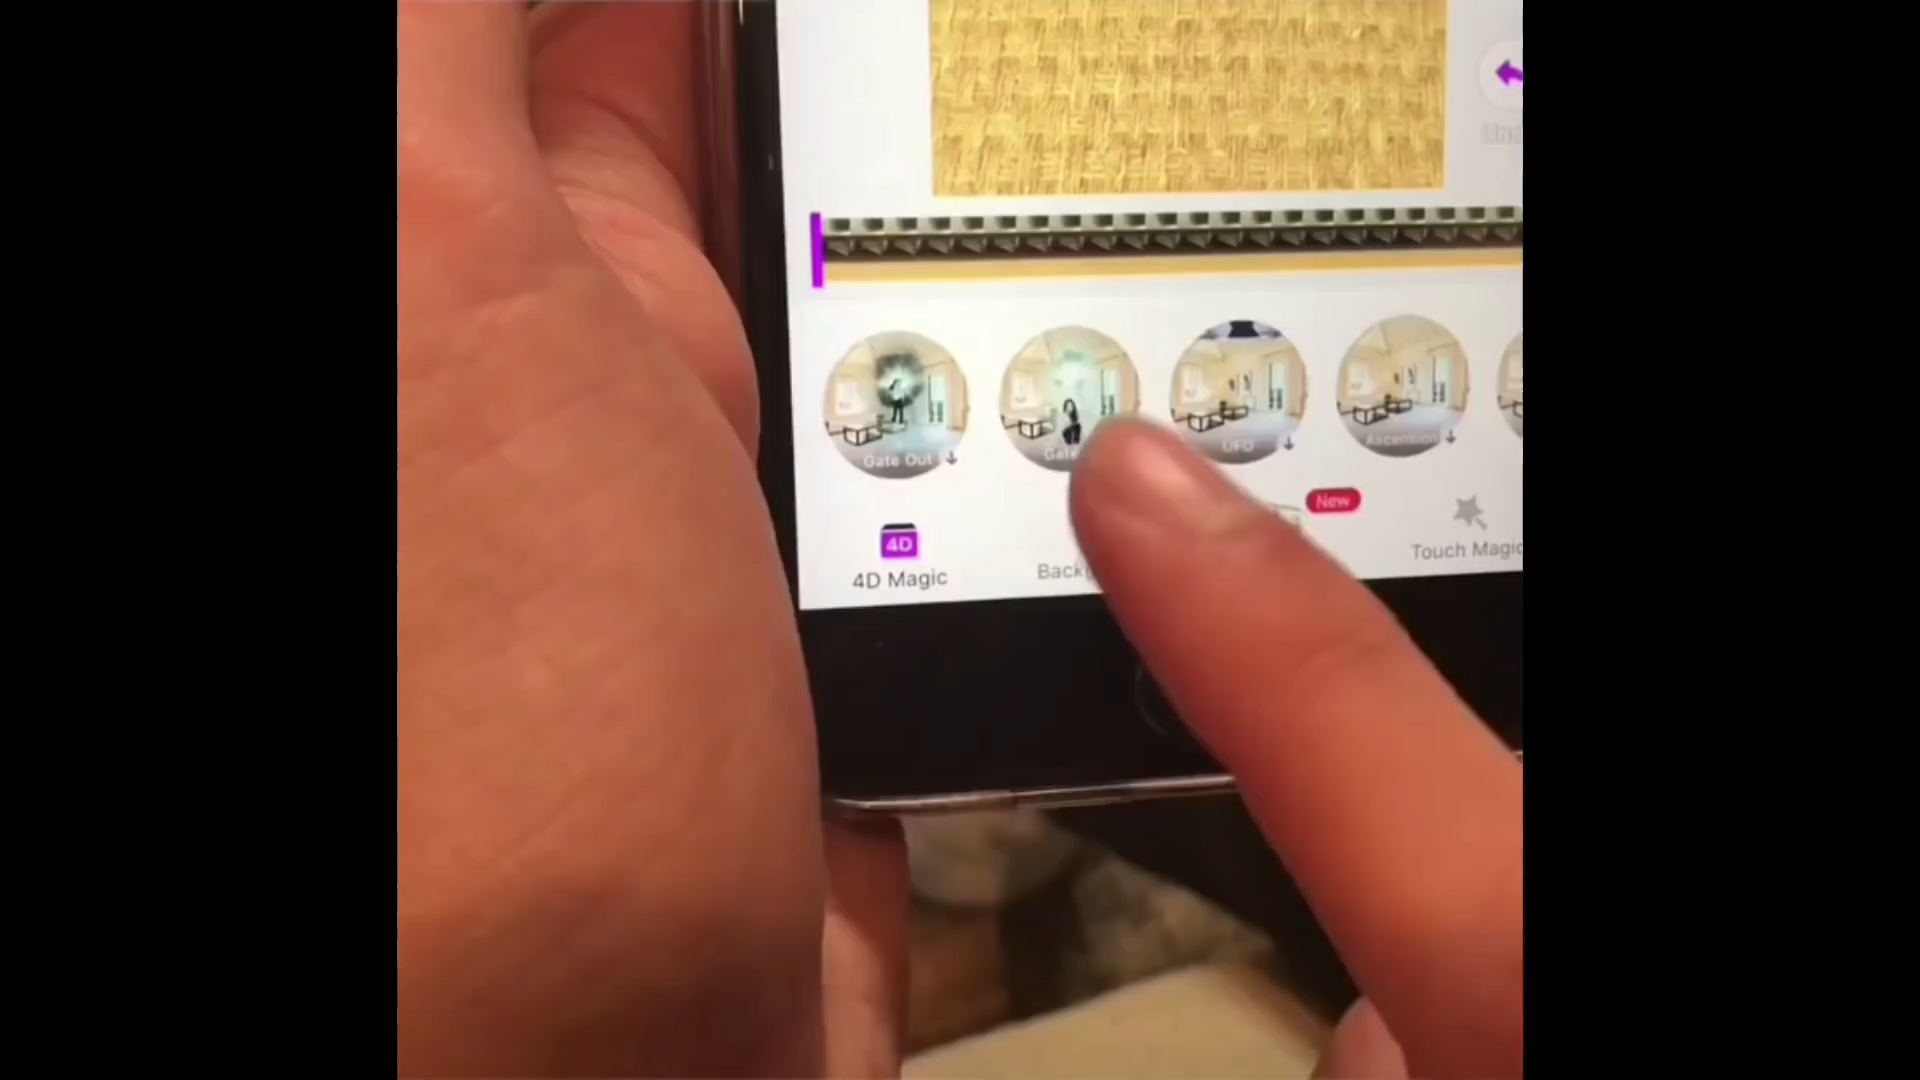 Gate Out
UFO
Ascension
New
4D
4D Magic
Touch Magic